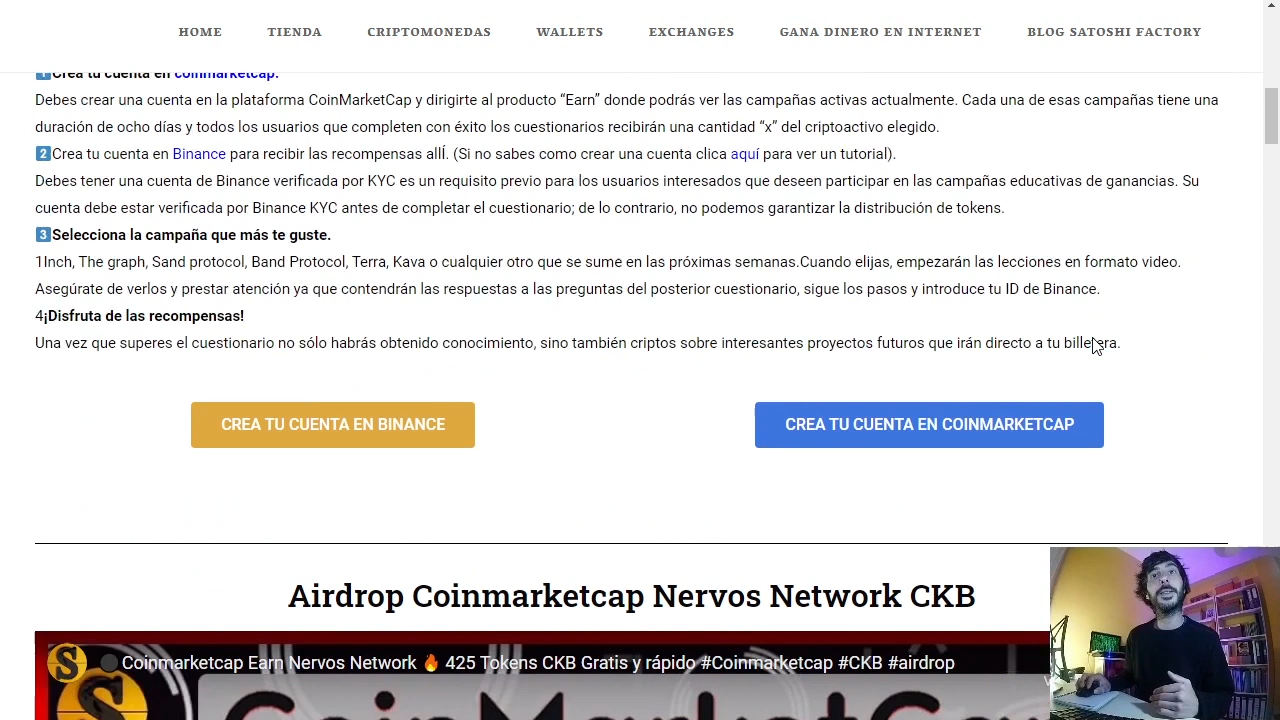 HOME TIENDA CRIPTOMONEDAS WALLETS EXCHANGES GANA DINERO EN INTERNET BLOG SATOSHI FACTORY
1Crea tu cuenta en coinmarketcap.
Debes crear una cuenta en la plataforma CoinMarketCap y dirigirte al producto “Earn” donde podrás ver las campañas activas actualmente. Cada una de esas campañas tiene una
duración de ocho días y todos los usuarios que completen con éxito los cuestionarios recibirán una cantidad “x” del criptoactivo elegido.
2Crea tu cuenta en Binance para recibir las recompensas allÍ. (Si no sabes como crear una cuenta clica aquí para ver un tutorial).
Debes tener una cuenta de Binance verificada por KYC es un requisito previo para los usuarios interesados que deseen participar en las campañas educativas de ganancias. Su
cuenta debe estar verificada por Binance KYC antes de completar el cuestionario; de lo contrario, no podemos garantizar la distribución de tokens.
3Selecciona la campaña que más te guste.
1Inch, The graph, Sand protocol, Band Protocol, Terra, Kava o cualquier otro que se sume en las próximas semanas.Cuando elijas, empezarán las lecciones en formato video.
Asegúrate de verlos y prestar atención ya que contendrán las respuestas a las preguntas del posterior cuestionario, sigue los pasos y introduce tu ID de Binance.
4¡Disfruta de las recompensas!
Una vez que superes el cuestionario no sólo habrás obtenido conocimiento, sino también criptos sobre interesantes proyectos futuros que irán directo a tu billetera.
CREA TU CUENTA EN BINANCE CREA TU CUENTA EN COINMARKETCAP
Airdrop Coinmarketcap Nervos Network CKB
Coinmarketcap Earn Nervos Network 🔥 425 Tokens CKB Gratis y rápido #Coinmarketcap #CKB #airdrop
CoinMarketCap